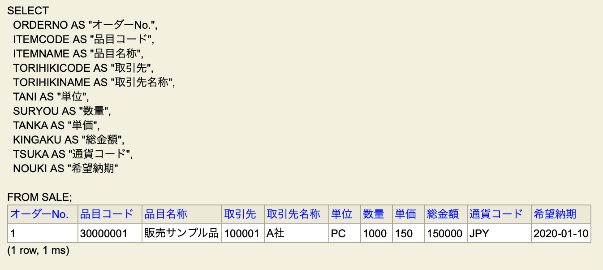 SELECT
ORDERNO AS "オーダーNo.",
ITEMCODE AS "品目コード",
ITEMNAME AS "品目名称",
TORIHIKICODE AS "取引先",
TORIHIKINAME AS "取引先名称",
TANI AS "単位",
SURYOU AS "数量",
TANKA AS "単価",
KINGAKU AS "総金額",
TSUKA AS "通貨コード",
NOUKI AS "希望納期"
FROM SALE;
オーダーNo. 品目コード 品目名称 取引先 取引先名称 単位 数量 単価 総金額 通貨コード 希望納期
1 30000001 販売サンプル品 100001 A社 PC 1000 150 150000 JPY 2020-01-10
(1 row, 1 ms)